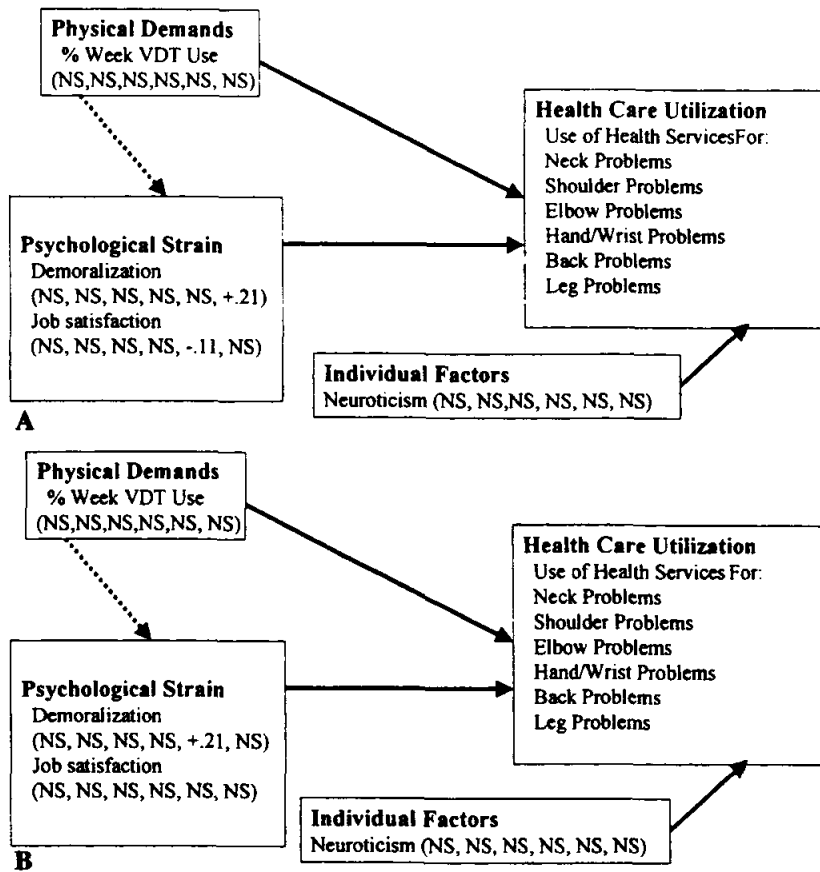 Physical Demands
% Week VDT Use
(NS,NS,NS,NS,NS, NS)
Health Care Utilization
Use of Health ServicesFor:
Neck Problems
Shoulder Problems
Elbow Problems
Hand/Wrist Problems
Back Problems
Leg Problems
Psychological Strain
Demoralization
(NS, NS, NS, NS, NS, +.21)
Job satisfaction
(NS, NS, NS, NS, -.11, NS)
Individual Factors
Neuroticism (NS, NS,NS, NS, NS, NS)
A
Physical Demands
% Week VDT Use
(NS,NS,NS,NS,NS, NS)
Health Care Utilization
Use of Health Services For:
Neck Problems
Shoulder Problems
Elbow Problems
Hand/Wrist Problems
Back Problems
Leg Problems
Psychological Strain
Demoralization
(NS, NS, NS, NS, +.21, NS)
Job satisfaction
(NS, NS, NS, NS, NS, NS)
Individual Factors
Neuroticism (NS, NS, NS, NS, NS, NS)
B